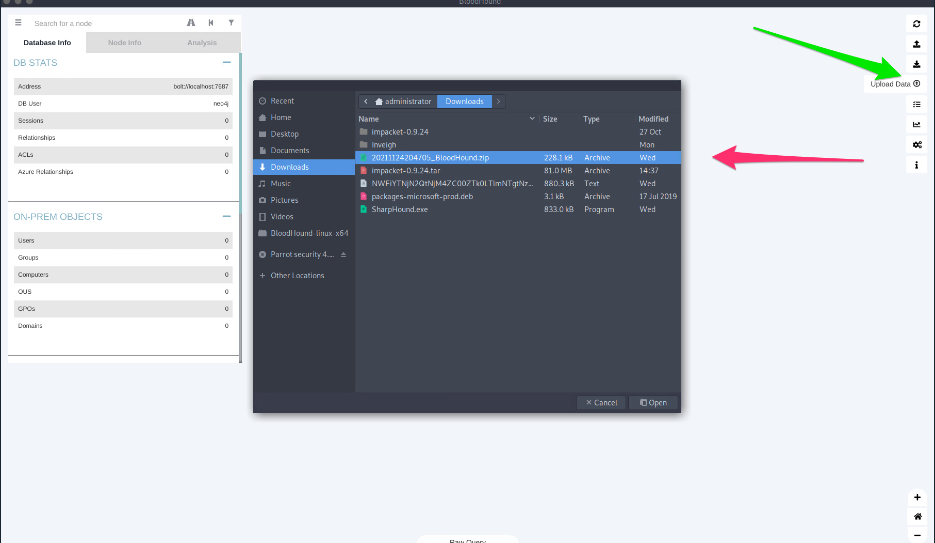 BloodHound
Search for a node
Database Info Node Info Analysis
DB STATS
Address bolt://localhost:7687
DB User neo4j
Sessions 0
Relationships 0
ACLs 0
Azure Relationships 0
ON-PREM OBJECTS
Users 0
Groups 0
Computers 0
OUS 0
GPOs 0
Domains 0
Recent
Home
Desktop
Documents
Downloads
Music
Pictures
Videos
BloodHound-linux-x64
Parrot security 4....
Other Locations
administrator Downloads
Name Size Type Modified
impacket-0.9.24 27 Oct
Inveigh Mon
20211124204705_BloodHound.zip 228.1 kB Archive Wed
impacket-0.9.24.tar 81.0 MB Archive 14:37
880.3 kB Text Wed
packages-microsoft-prod.deb 3.1 kB Archive 17 Jul 2019
SharpHound.exe 833.0 kB Program Wed
Cancel Open
Upload Data
Raw Query